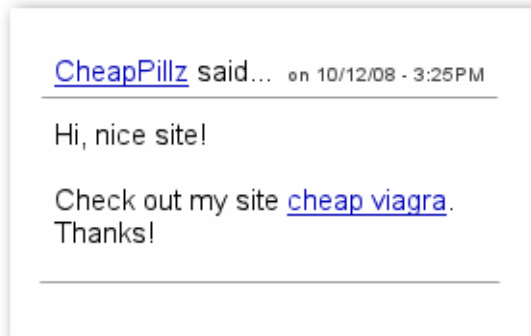 CheapPillz said... on 10/12/08 - 3:25PM
Hi, nice site!
Check out my site cheap viagra.
Thanks!